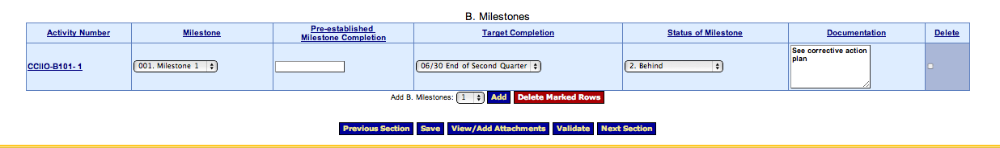 B. Milestones
Activity Number Milestone Pre-established Milestone Completion Target Completion Status of Milestone Documentation Delete
CCIIO-B101- 1 001. Milestone 1 06/30 End of Second Quarter 2. Behind See corrective action plan
Add B. Milestones: 1 Add Delete Marked Rows
Previous Section Save View/Add Attachments Validate Next Section